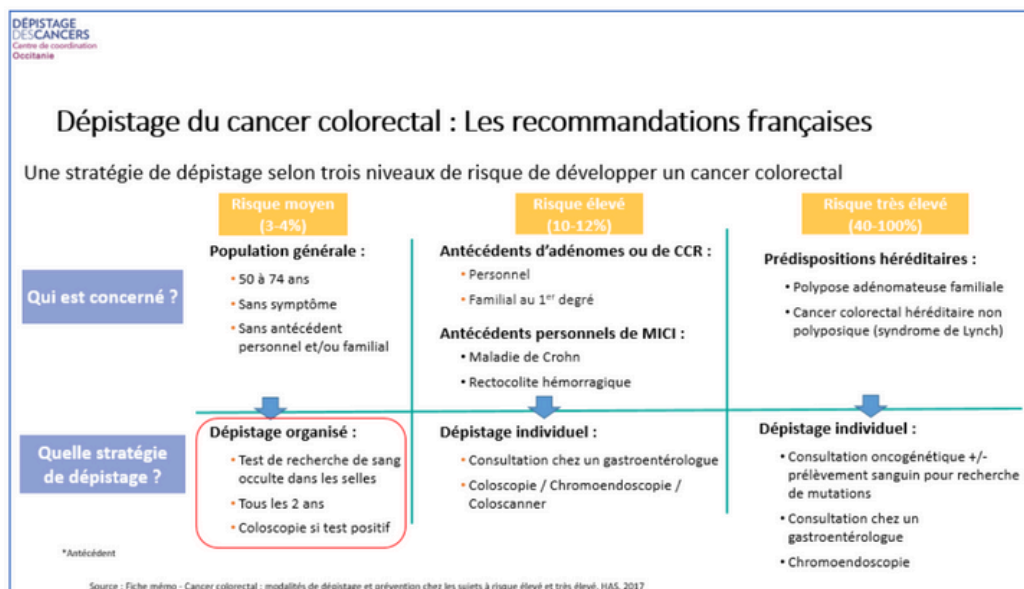 DÉPISTAGE
DES CANCERS
Centre de coordination
Occitanie
Dépistage du cancer colorectal : Les recommandations françaises
Une stratégie de dépistage selon trois niveaux de risque de développer un cancer colorectal
Risque moyen
(3-4%)
Risque élevé
(10-12%)
Risque très élevé
(40-100%)
Qui est concerné ?
Population générale :
• 50 à 74 ans
• Sans symptôme
• Sans antécédent
personnel et/ou familial
Antécédents d'adénomes ou de CCR :
• Personnel
• Familial au 1er degré
Antécédents personnels de MICI :
• Maladie de Crohn
• Rectocolite hémorragique
Prédispositions héréditaires :
• Polypose adénomateuse familiale
• Cancer colorectal héréditaire non
polyposique (syndrome de Lynch)
Quelle stratégie
de dépistage ?
Dépistage organisé :
• Test de recherche de sang
occulte dans les selles
• Tous les 2 ans
• Coloscopie si test positif
Dépistage individuel :
• Consultation chez un gastroentérologue
• Coloscopie / Chromoendoscopie /
Coloscanner
Dépistage individuel :
• Consultation oncogénétique +/-
prélèvement sanguin pour recherche
de mutations
• Consultation chez un
gastroentérologue
• Chromoendoscopie
*Antécédent
Source : Fiche mémo - Cancer colorectal : modalités de dépistage et prévention chez les sujets à risque élevé et très élevé. HAS. 2017